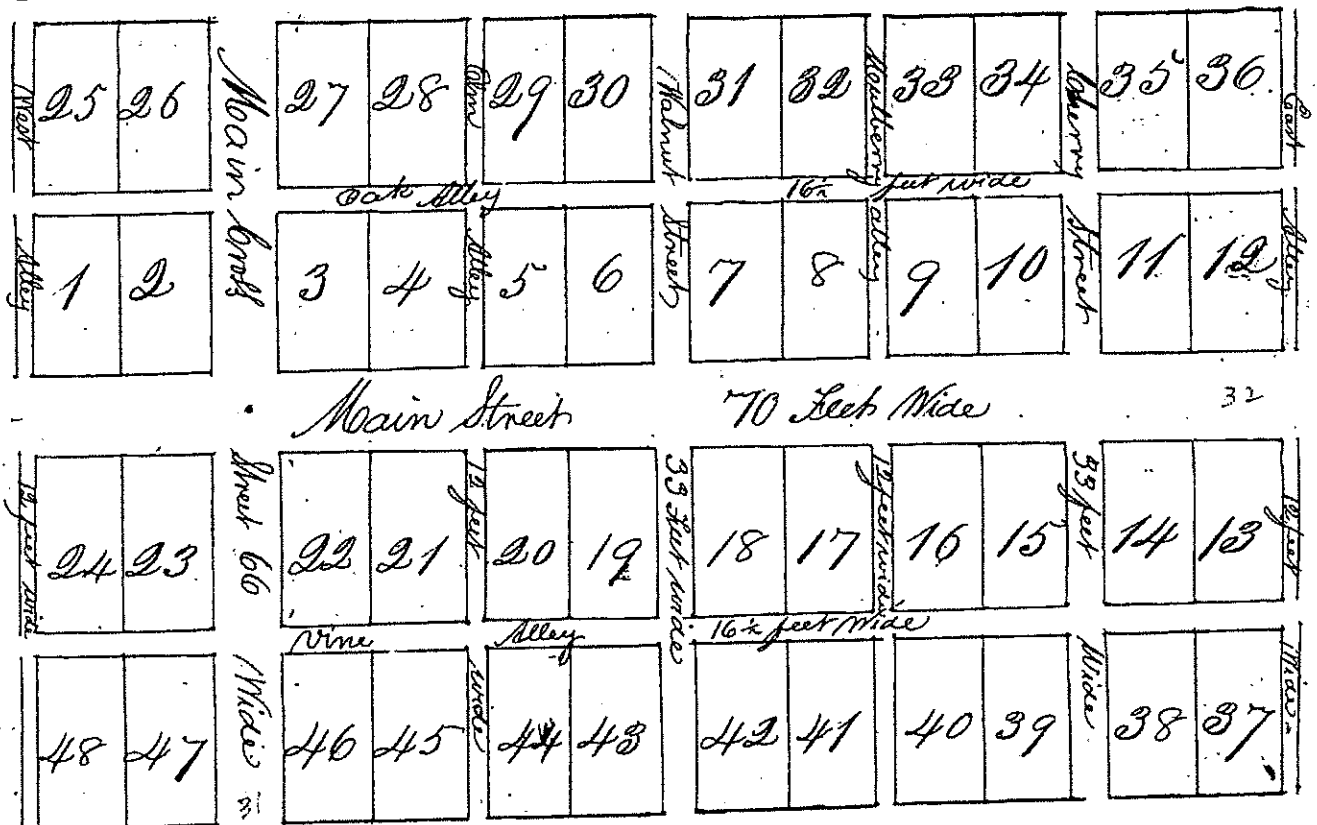 25 26 27 28 29 30 31 32 33 34 35 36
West Alley
Main Cross Street 66 Wide
Elm Alley 12 feet wide
Walnut Street 33 Feet wide
Moulberry alley 12 feet wide
Cherry Street 33 feet Wide
East Alley 12 feet Wide
Oak Alley 16½ feet wide
1 2 3 4 5 6 7 8 9 10 11 12
Main Street 70 Feet Wide
32
12 feet wide
24 23 22 21 20 19 18 17 16 15 14 13
Vine Alley 16½ feet Wide
48 47 46 45 44 43 42 41 40 39 38 37
31